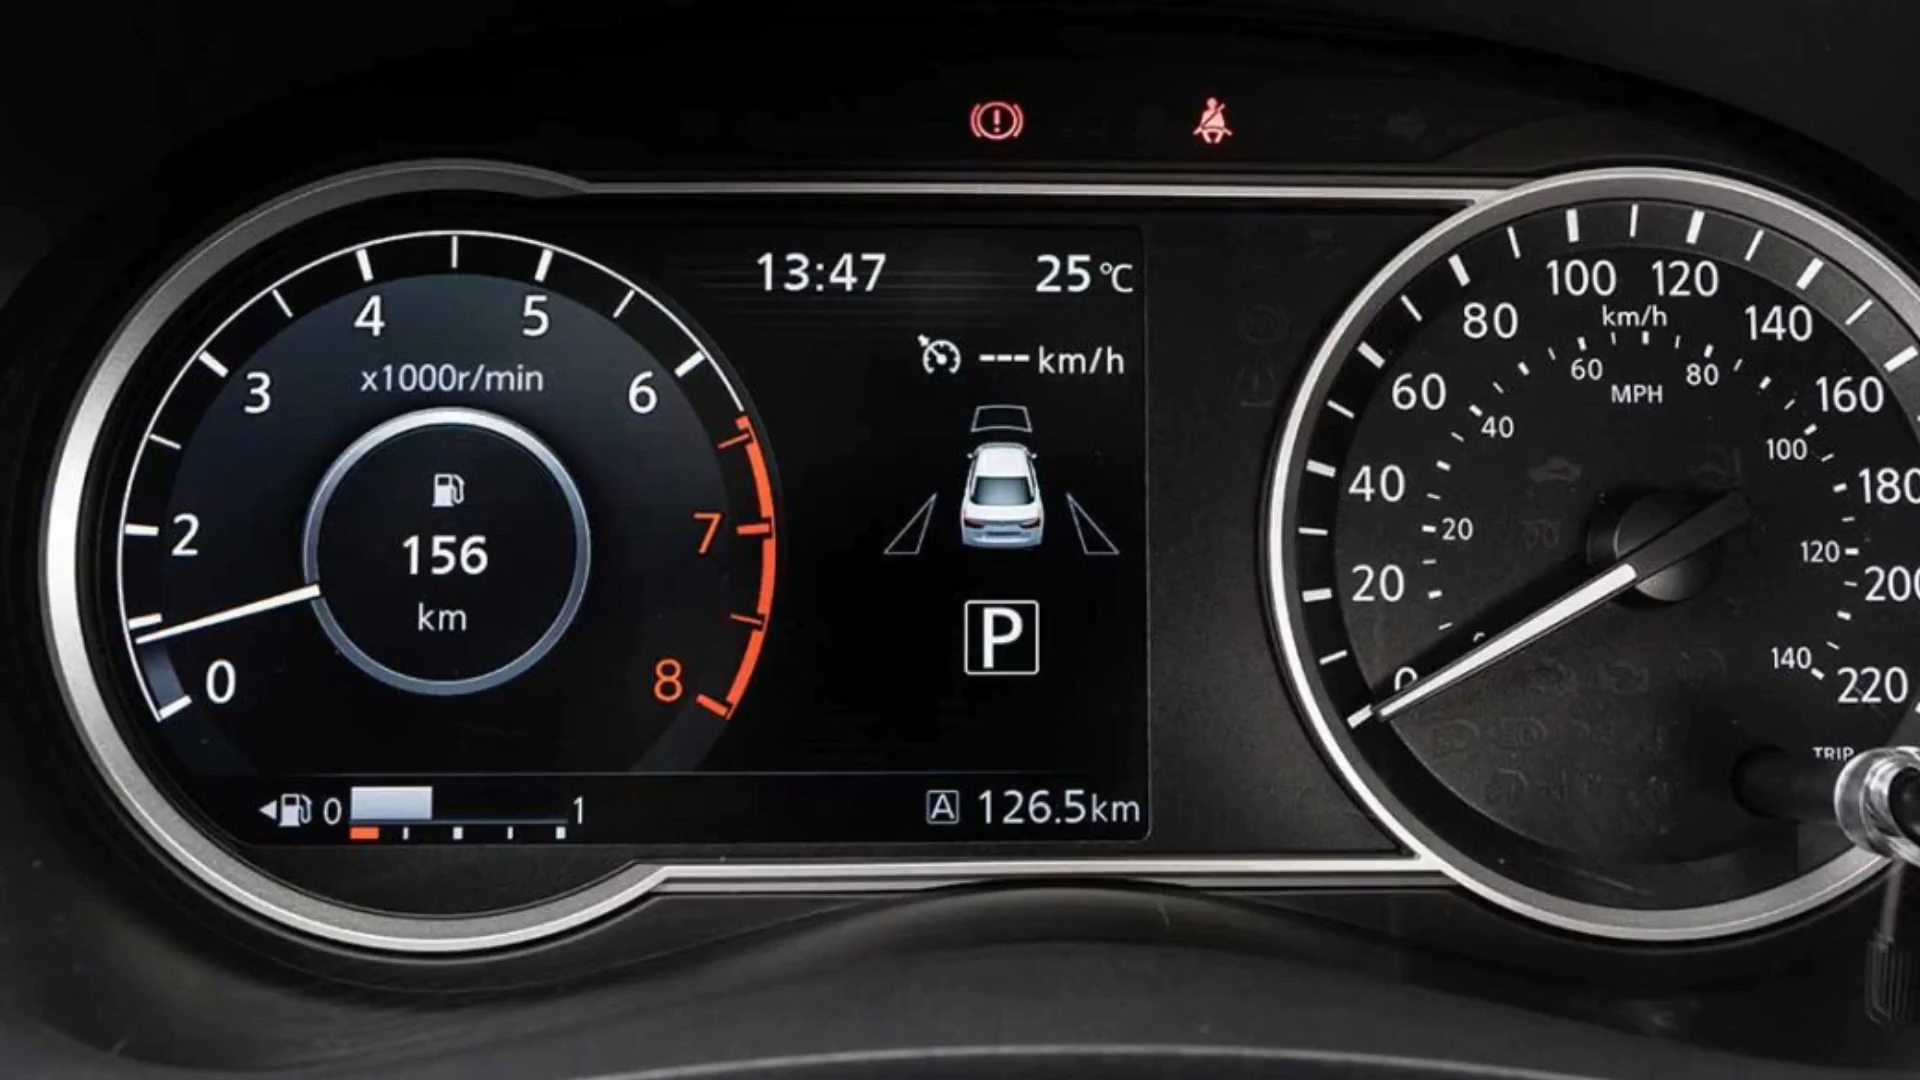 13:47 25°C
--- km/h
0 2 3 4 5 6 7 8
x1000r/min
156
km
P
0 1
A 126.5km
0 20 40 60 80 100 120 140 160 180 200 220
km/h
20 40 60 80 100 120 140
MPH
TRIP